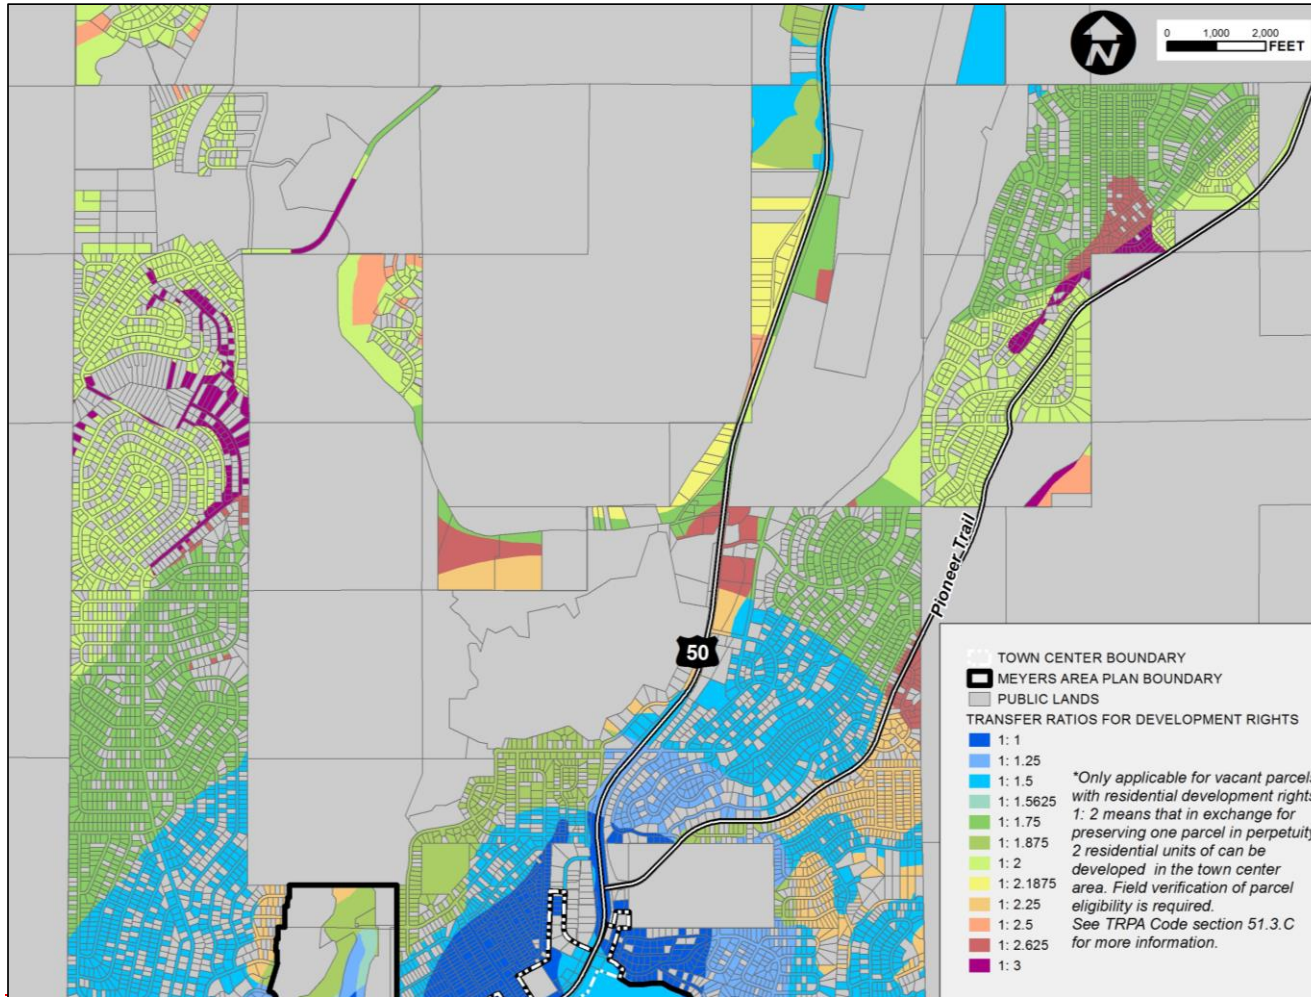 N
0 1,000 2,000
FEET
Pioneer Trail
50
TOWN CENTER BOUNDARY
MEYERS AREA PLAN BOUNDARY
PUBLIC LANDS
TRANSFER RATIOS FOR DEVELOPMENT RIGHTS
1: 1
1: 1.25
1: 1.5
1: 1.5625
1: 1.75
1: 1.875
1: 2
1: 2.1875
1: 2.25
1: 2.5
1: 2.625
1: 3
*Only applicable for vacant parcels
with residential development rights
1: 2 means that in exchange for
preserving one parcel in perpetuity
2 residential units of can be
developed in the town center
area. Field verification of parcel
eligibility is required.
See TRPA Code section 51.3.C
for more information.